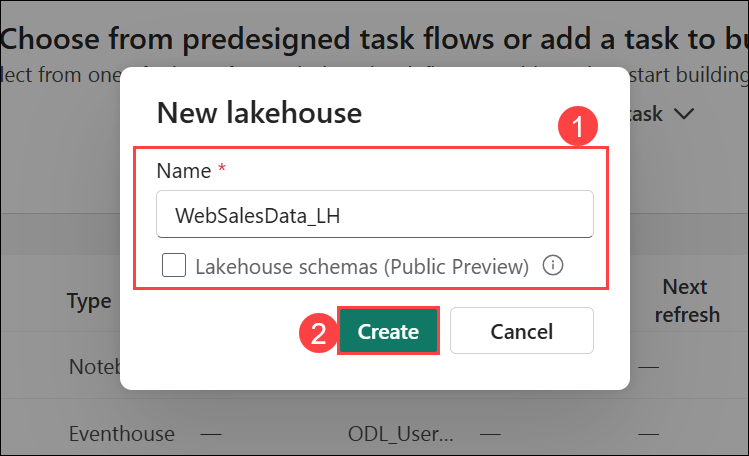 Choose from predesigned task flows or add a task to bu
lect from one
start building
New lakehouse
task
1
Name *
WebSalesData_LH
Lakehouse schemas (Public Preview)
Type
Next
refresh
2
Create
Cancel
Noteb
—
Eventhouse — ODL_User... — —